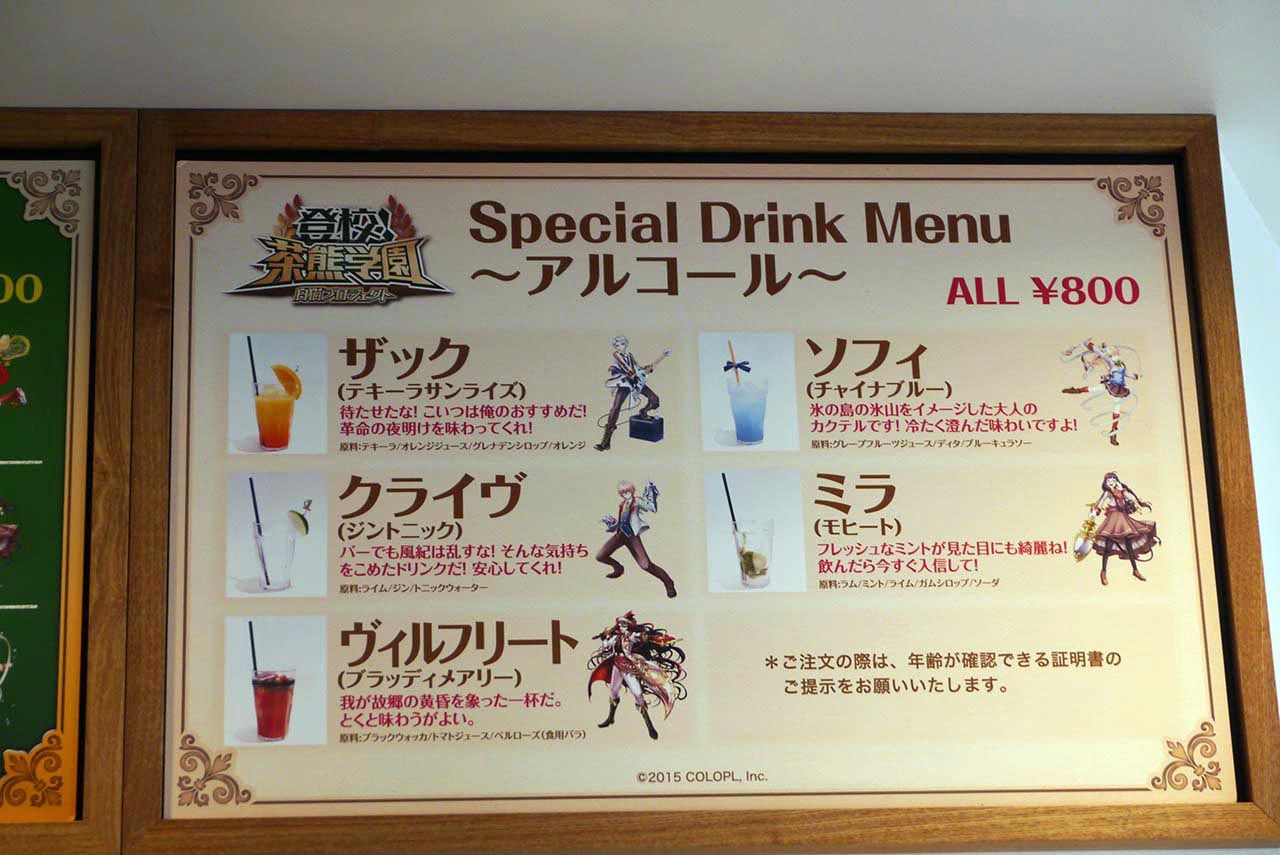 00
登校!
茶熊学園
白猫プロジェクト
Special Drink Menu
~アルコール~
ALL ¥800
ザック
(テキーラサンライズ)
待たせたな! こいつは俺のおすすめだ!
革命の夜明けを味わってくれ!
原料:テキーラ/オレンジジュース/グレナデンシロップ/オレンジ
ソフィ
(チャイナブルー)
氷の島の氷山をイメージした大人の
カクテルです! 冷たく澄んだ味わいですよ!
原料:グレープフルーツジュース/ディタ/ブルーキュラソー
クライヴ
(ジントニック)
バーでも風紀は乱すな! そんな気持ち
をこめたドリンクだ! 安心してくれ!
原料:ライム/ジン/トニックウォーター
ミラ
(モヒート)
フレッシュなミントが見た目にも綺麗ね!
飲んだら今すぐ入信して!
原料:ラム/ミント/ライム/ガムシロップ/ソーダ
ヴィルフリート
(ブラッディメアリー)
我が故郷の黄昏を象った一杯だ。
とくと味わうがよい。
原料:ブラックウォッカ/トマトジュース/ベルローズ(食用バラ)
*ご注文の際は、年齢が確認できる証明書の
ご提示をお願いいたします。
©2015 COLOPL, Inc.